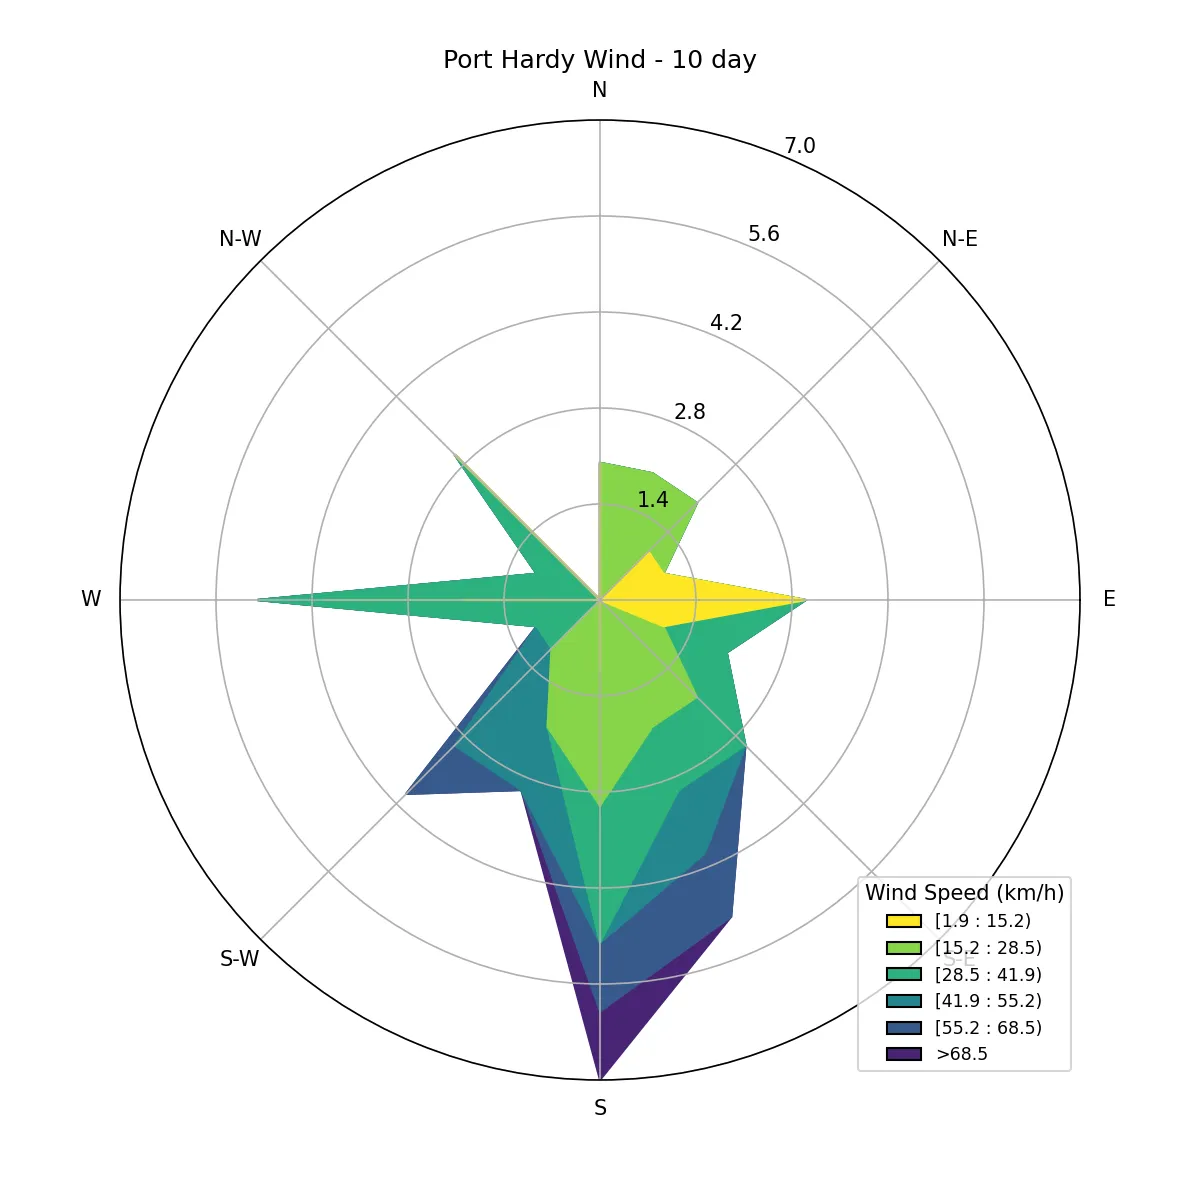 Port Hardy Wind - 10 day
N
7.0
N-W
5.6
N-E
4.2
2.8
1.4
W
E
Wind Speed (km/h)
[1.9 : 15.2)
[15.2 : 28.5)
S-W
S-E
[28.5 : 41.9)
[41.9 : 55.2)
[55.2 : 68.5)
>68.5
S